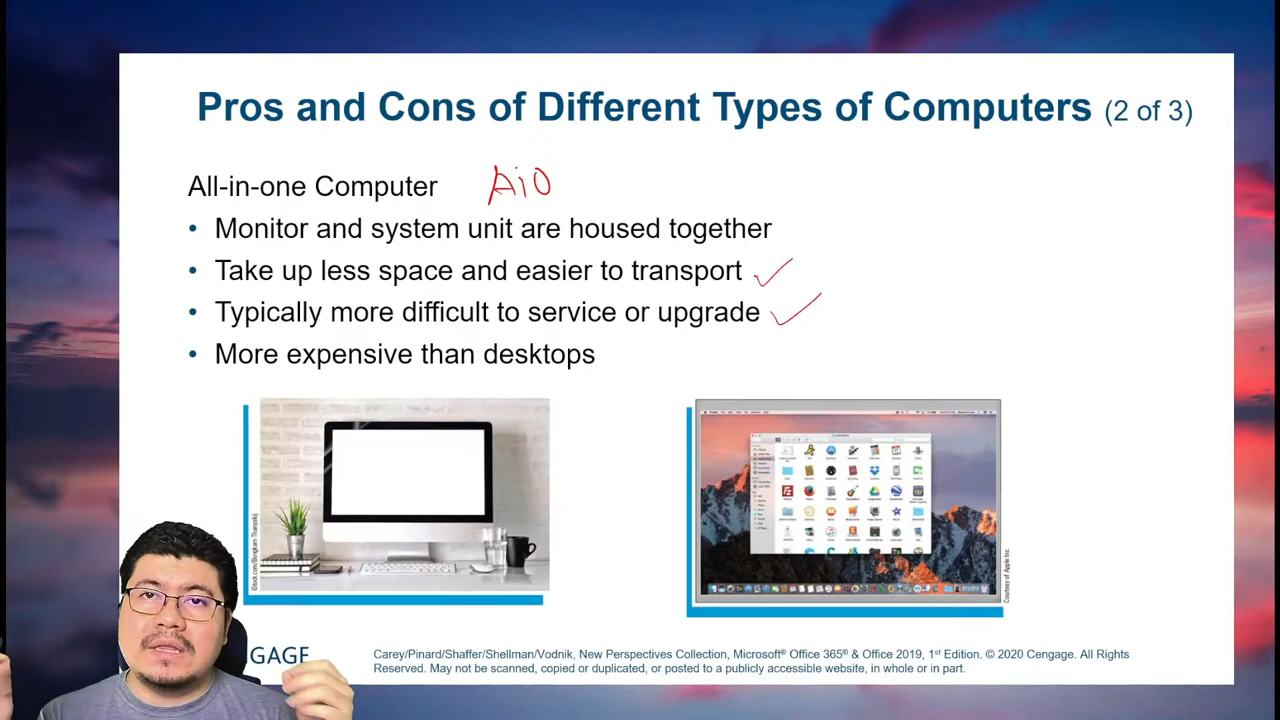 Pros and Cons of Different Types of Computers (2 of 3)
All-in-one Computer AiO
• Monitor and system unit are housed together
• Take up less space and easier to transport
• Typically more difficult to service or upgrade
• More expensive than desktops
Courtesy of Apple Inc.
GAGE
Carey/Pinard/Shaffer/Shellman/Vodnik, New Perspectives Collection, Microsoft® Office 365® & Office 2019, 1st Edition. © 2020 Cengage. All Rights
Reserved. May not be scanned, copied or duplicated, or posted to a publicly accessible website, in whole or in part.